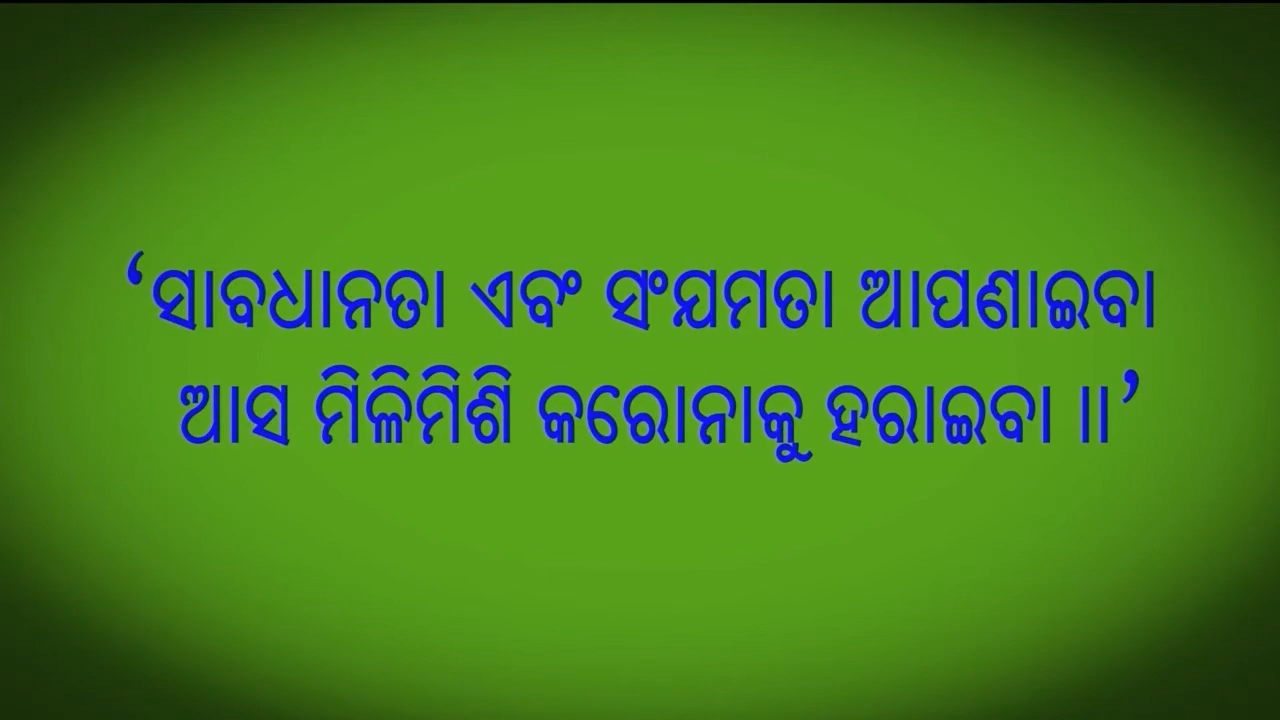 ‘ସାବଧାନତା ଏବଂ ସଂଯମତା ଆପଣାଇବା
ଆସ ମିଳିମିଶି କରୋନାକୁ ହରାଇବା ।।’